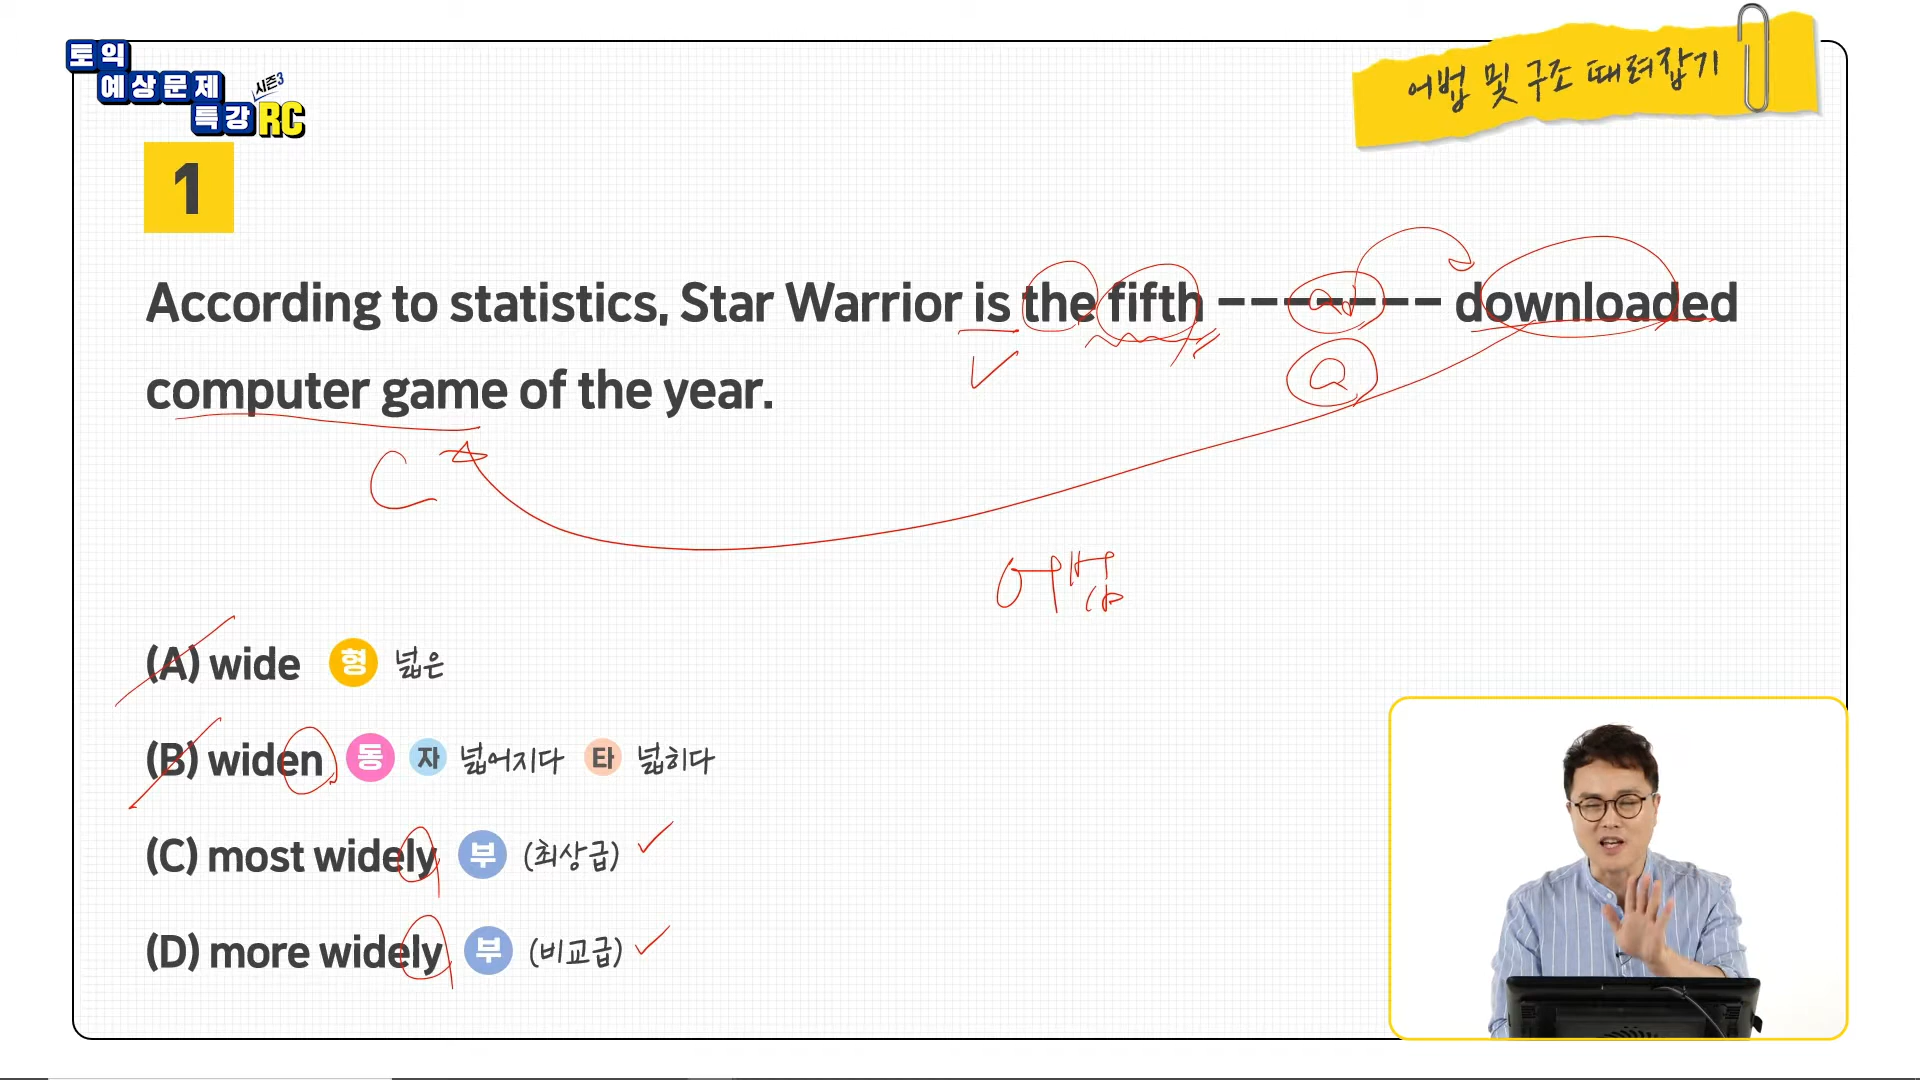 토익
예상문제
시즌3
특강 RC
어법 및 구조 때려잡기
1
According to statistics, Star Warrior is the fifth ------- downloaded
computer game of the year.
C
어법
(A) wide 형 넓은
(B) widen 동 자 넓어지다 타 넓히다
(C) most widely 부 (최상급)
(D) more widely 부 (비교급)